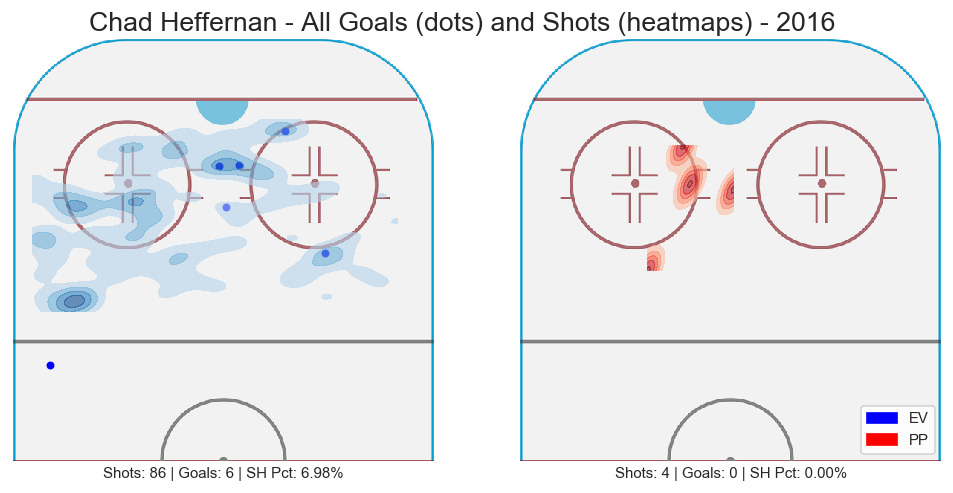 Chad Heffernan - All Goals (dots) and Shots (heatmaps) - 2016
EV
PP
Shots: 86 | Goals: 6 | SH Pct: 6.98%
Shots: 4 | Goals: 0 | SH Pct: 0.00%